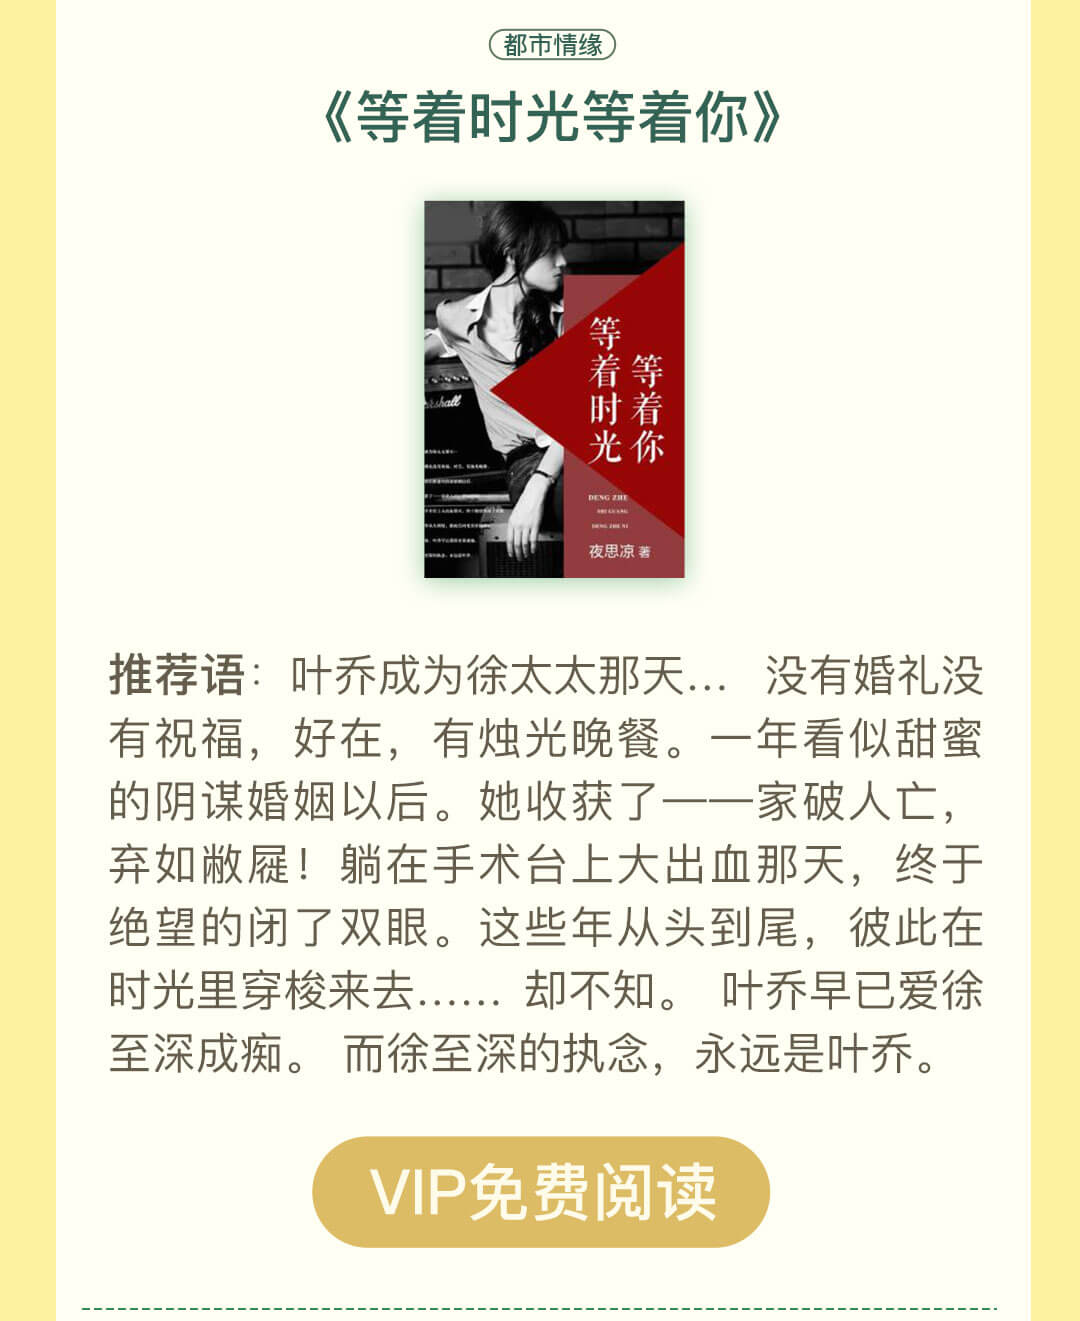 都市情缘
《等着时光等着你》
等着时光
等着你
DENG ZHE
SHI GUANG
DENG ZHE NI
夜思凉 著
推荐语：叶乔成为徐太太那天... 没有婚礼没
有祝福，好在，有烛光晚餐。一年看似甜蜜
的阴谋婚姻以后。她收获了——家破人亡，
弃如敝屣！躺在手术台上大出血那天，终于
绝望的闭了双眼。这些年从头到尾，彼此在
时光里穿梭来去...... 却不知。 叶乔早已爱徐
至深成痴。 而徐至深的执念，永远是叶乔。
VIP免费阅读